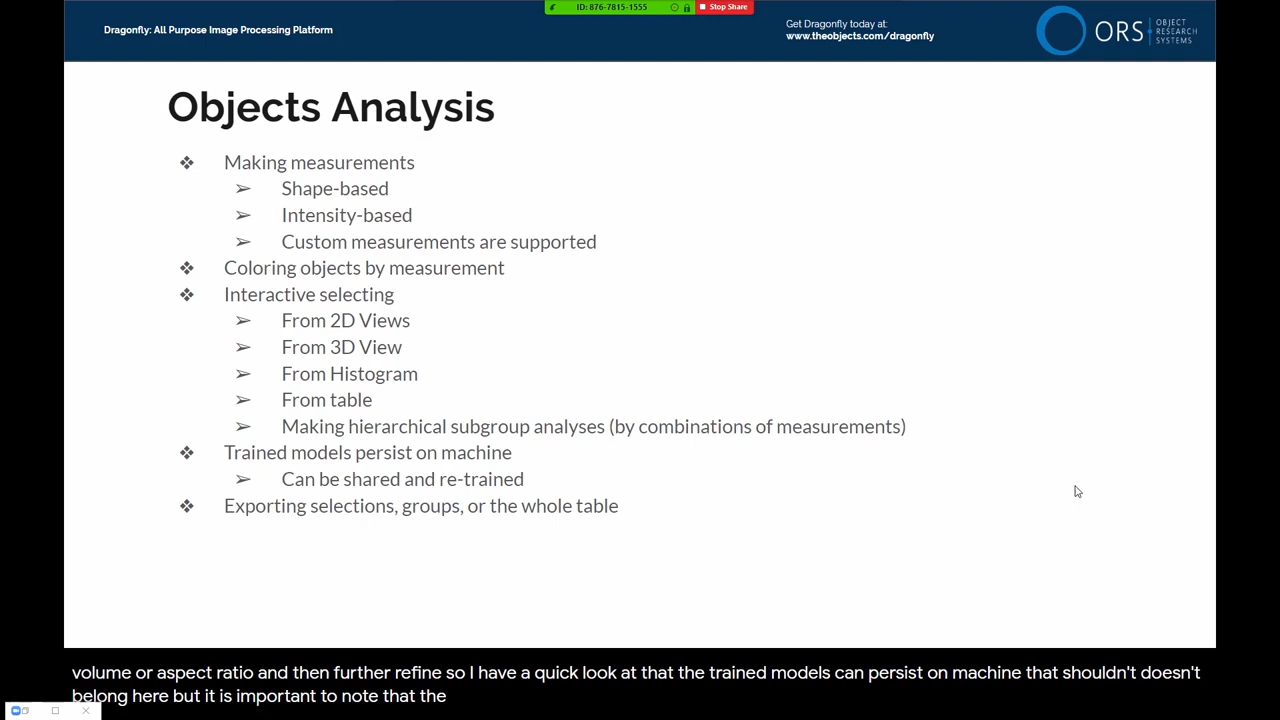 ID: 876-7815-1555
Stop Share
Dragonfly: All Purpose Image Processing Platform
Get Dragonfly today at:
www.theobjects.com/dragonfly
ORS
OBJECT
RESEARCH
SYSTEMS
Objects Analysis
❖ Making measurements
➢ Shape-based
➢ Intensity-based
➢ Custom measurements are supported
❖ Coloring objects by measurement
❖ Interactive selecting
➢ From 2D Views
➢ From 3D View
➢ From Histogram
➢ From table
➢ Making hierarchical subgroup analyses (by combinations of measurements)
❖ Trained models persist on machine
➢ Can be shared and re-trained
❖ Exporting selections, groups, or the whole table
volume or aspect ratio and then further refine so I have a quick look at that the trained models can persist on machine that shouldn't doesn't
belong here but it is important to note that the